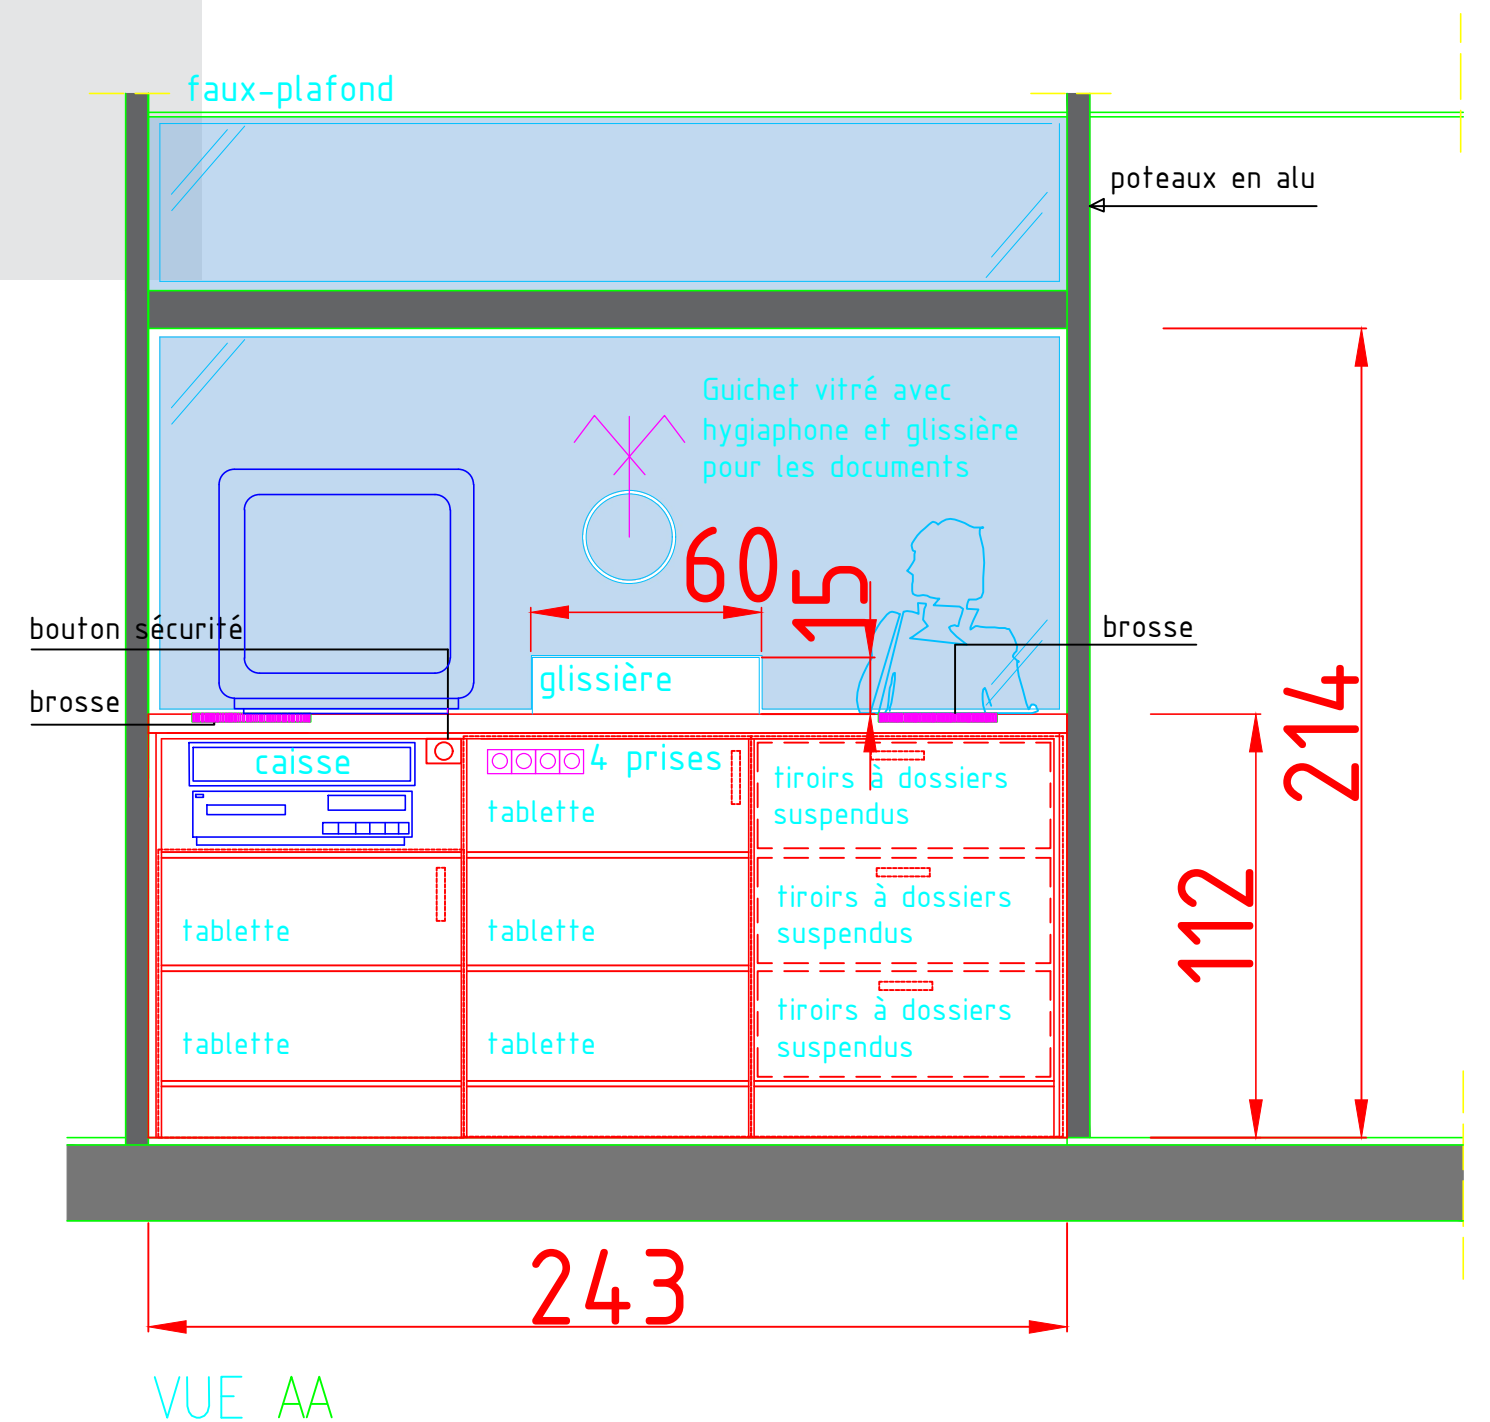 faux-plafond
poteaux en alu
Guichet vitré avec
hygiaphone et glissière
pour les documents
60
15
bouton sécurité
brosse
brosse
glissière
214
caisse
4 prises
tiroirs à dossiers
suspendus
tablette
112
tiroirs à dossiers
suspendus
tablette
tablette
tiroirs à dossiers
suspendus
tablette
tablette
243
VUE AA